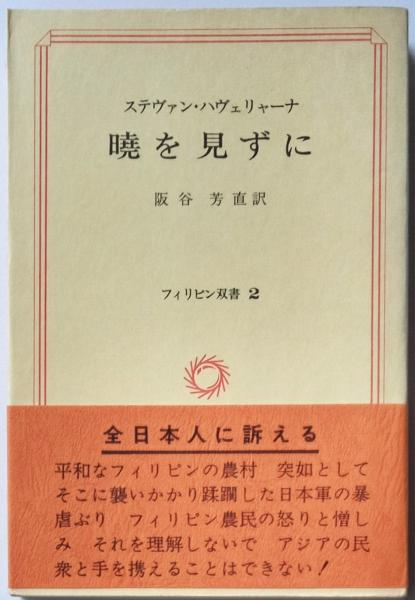 ステヴァン・ハヴェリャーナ
暁を見ずに
阪谷 芳直訳
フィリピン双書 2
全日本人に訴える
平和なフィリピンの農村 突如として
そこに襲いかかり蹂躙した日本軍の暴
虐ぶり フィリピン農民の怒りと憎し
み それを理解しないで アジアの民
衆と手を携えることはできない!